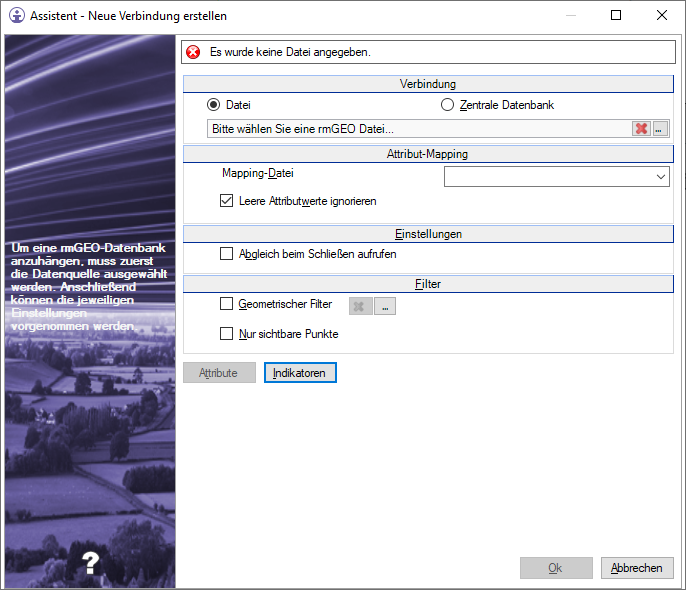 Assistent - Neue Verbindung erstellen
Es wurde keine Datei angegeben.
Verbindung
Datei
Zentrale Datenbank
Bitte wählen Sie eine rmGEO Datei...
...
Attribut-Mapping
Mapping-Datei
Leere Attributwerte ignorieren
Einstellungen
Abgleich beim Schließen aufrufen
Filter
Geometrischer Filter
...
Nur sichtbare Punkte
Attribute
Indikatoren
Um eine rmGEO-Datenbank
anzuhängen, muss zuerst
die Datenquelle ausgewählt
werden. Anschließend
können die jeweiligen
Einstellungen
vorgenommen werden
?
Ok
Abbrechen